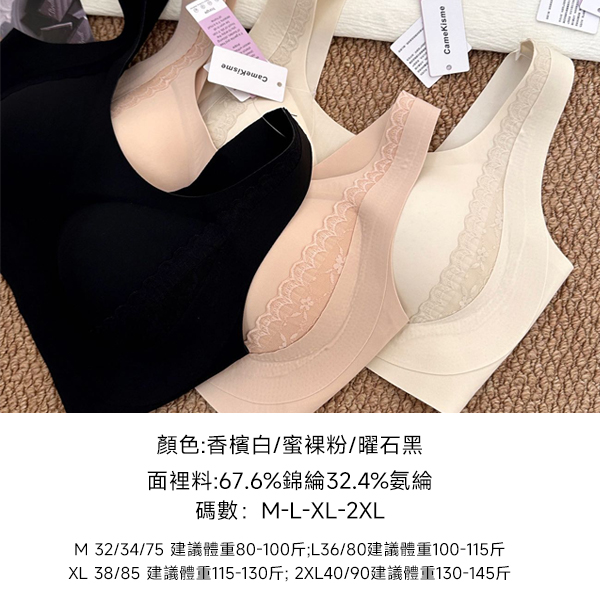 CameKisme
CameKisme
顏色:香檳白/蜜裸粉/曜石黑
面裡料:67.6%錦綸32.4%氨綸
碼數：M-L-XL-2XL
M 32/34/75 建議體重80-100斤;L36/80建議體重100-115斤
XL 38/85 建議體重115-130斤; 2XL40/90建議體重130-145斤